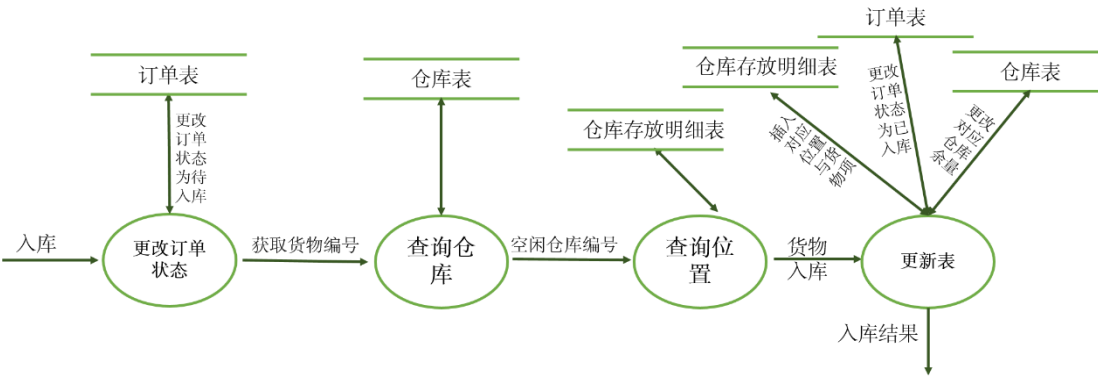 订单表
更改
订单
状态
为待
入库
入库
更改订单
状态
获取货物编号
仓库表
查询仓
库
空闲仓库编号
仓库存放明细表
查询位
置
货物
入库
仓库存放明细表
插入
对应
位置
与货
物项
订单表
更改
订单
状态
为已
入库
仓库表
更改
对应
仓库
余量
更新表
入库结果